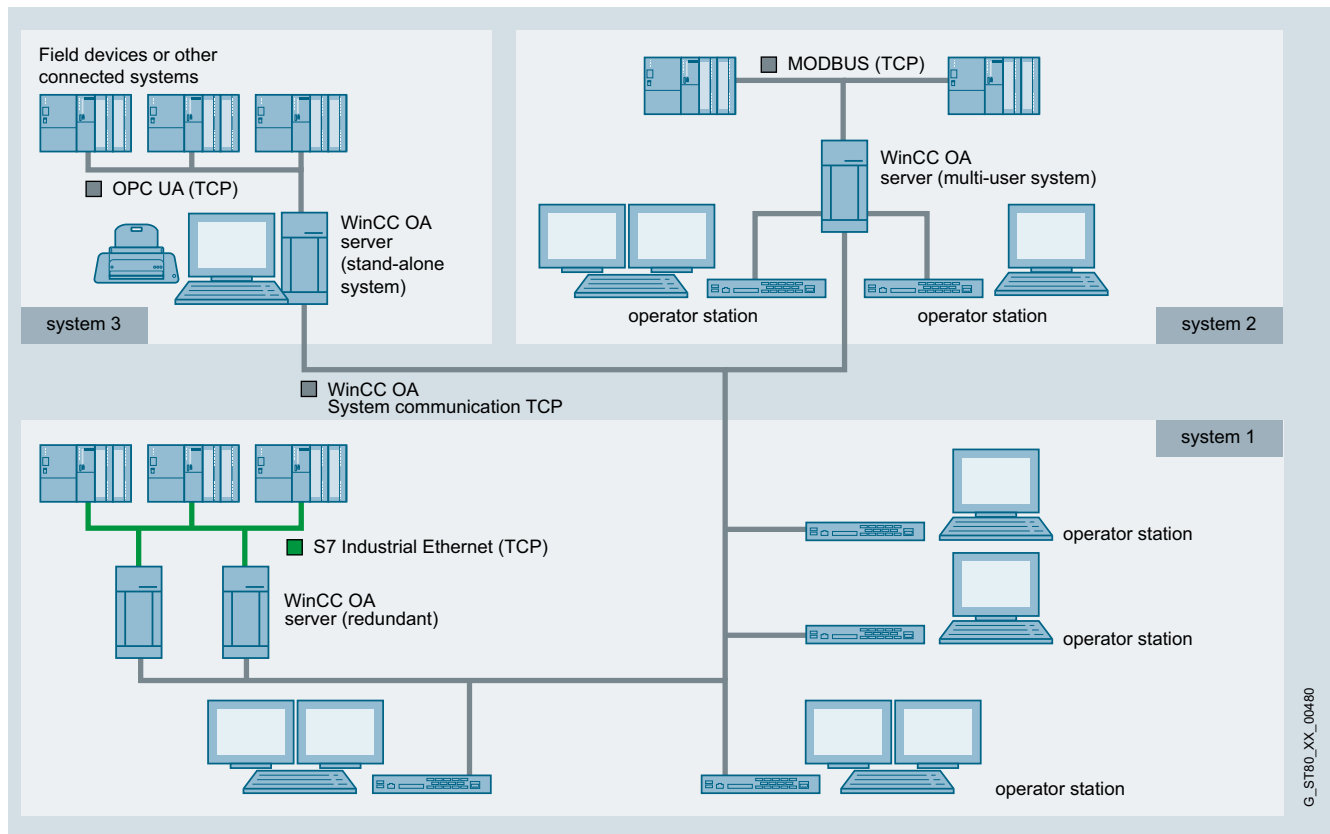 Field devices or other
connected systems
OPC UA (TCP)
WinCC OA
server
(stand-alone
system)
system 3
MODBUS (TCP)
WinCC OA
server (multi-user system)
operator station
operator station
system 2
WinCC OA
System communication TCP
system 1
S7 Industrial Ethernet (TCP)
WinCC OA
server (redundant)
operator station
operator station
operator station
G_ST80_XX_00480